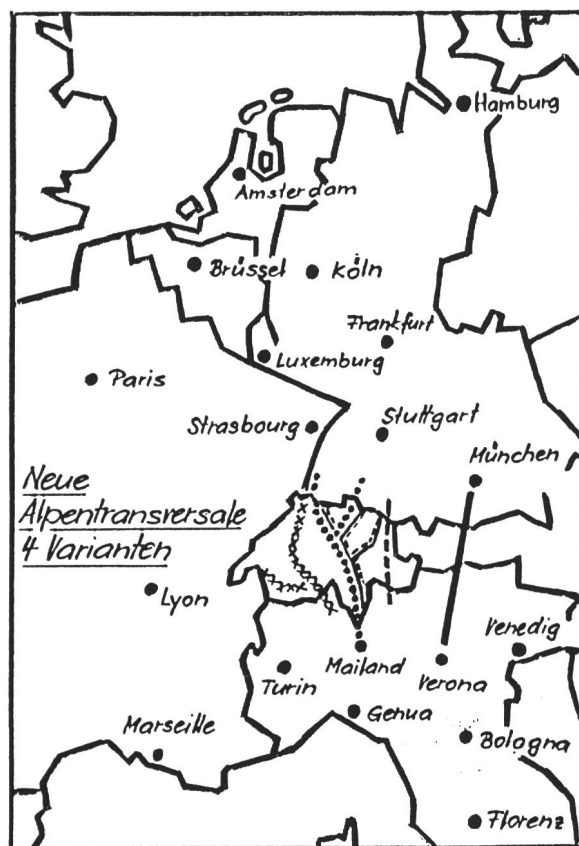 Hamburg
Amsterdam
Brüssel
Köln
Frankfurt
Luxemburg
Paris
Strasbourg
Stuttgart
München
Neue
Alpentransversale
4 Varianten
Lyon
Venedig
Mailand
Verona
Turin
Genua
Marseille
Bologna
Florenz